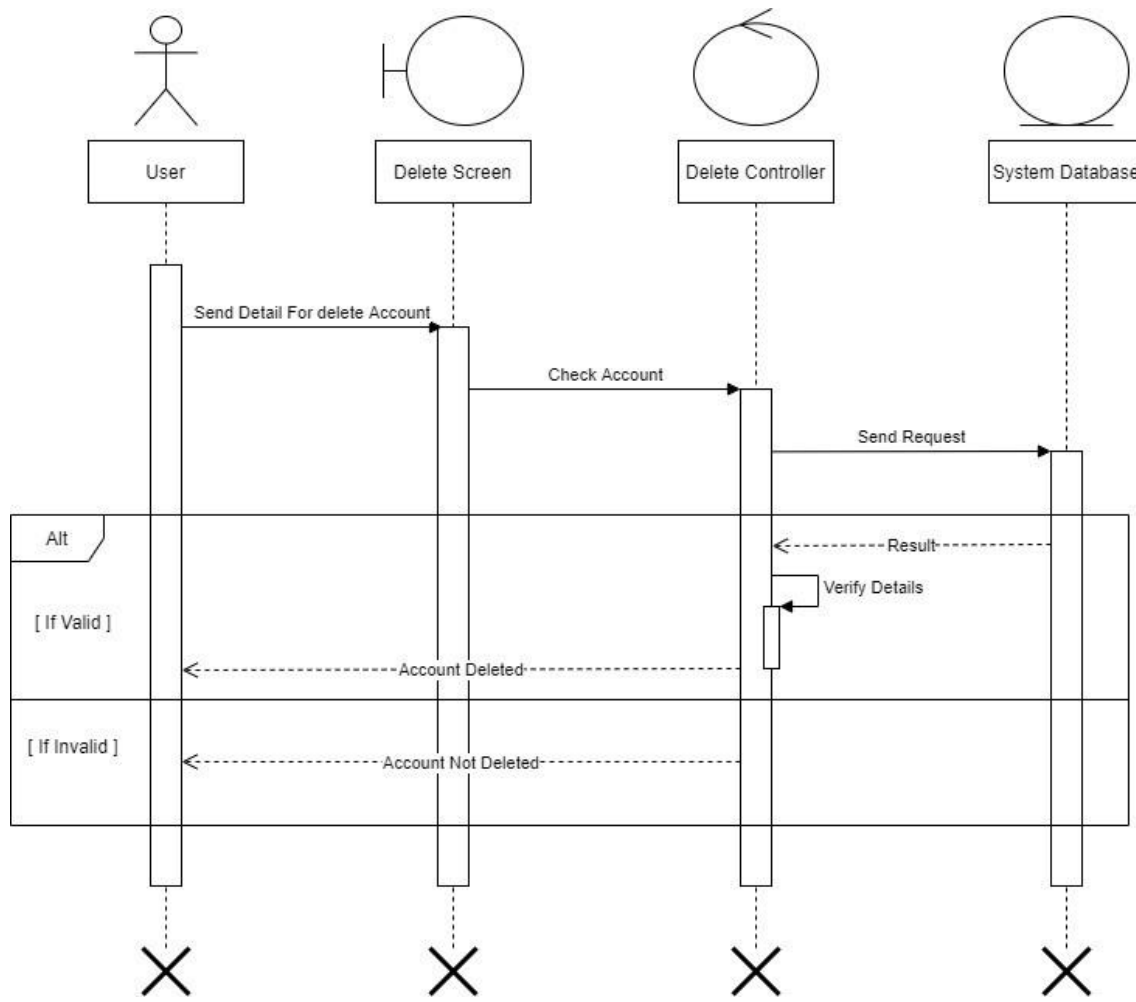 User
Delete Screen
Delete Controller
System Database
Send Detail For delete Account
Check Account
Send Request
Alt
Result
Verify Details
[ If Valid ]
Account Deleted
[ If Invalid ]
Account Not Deleted